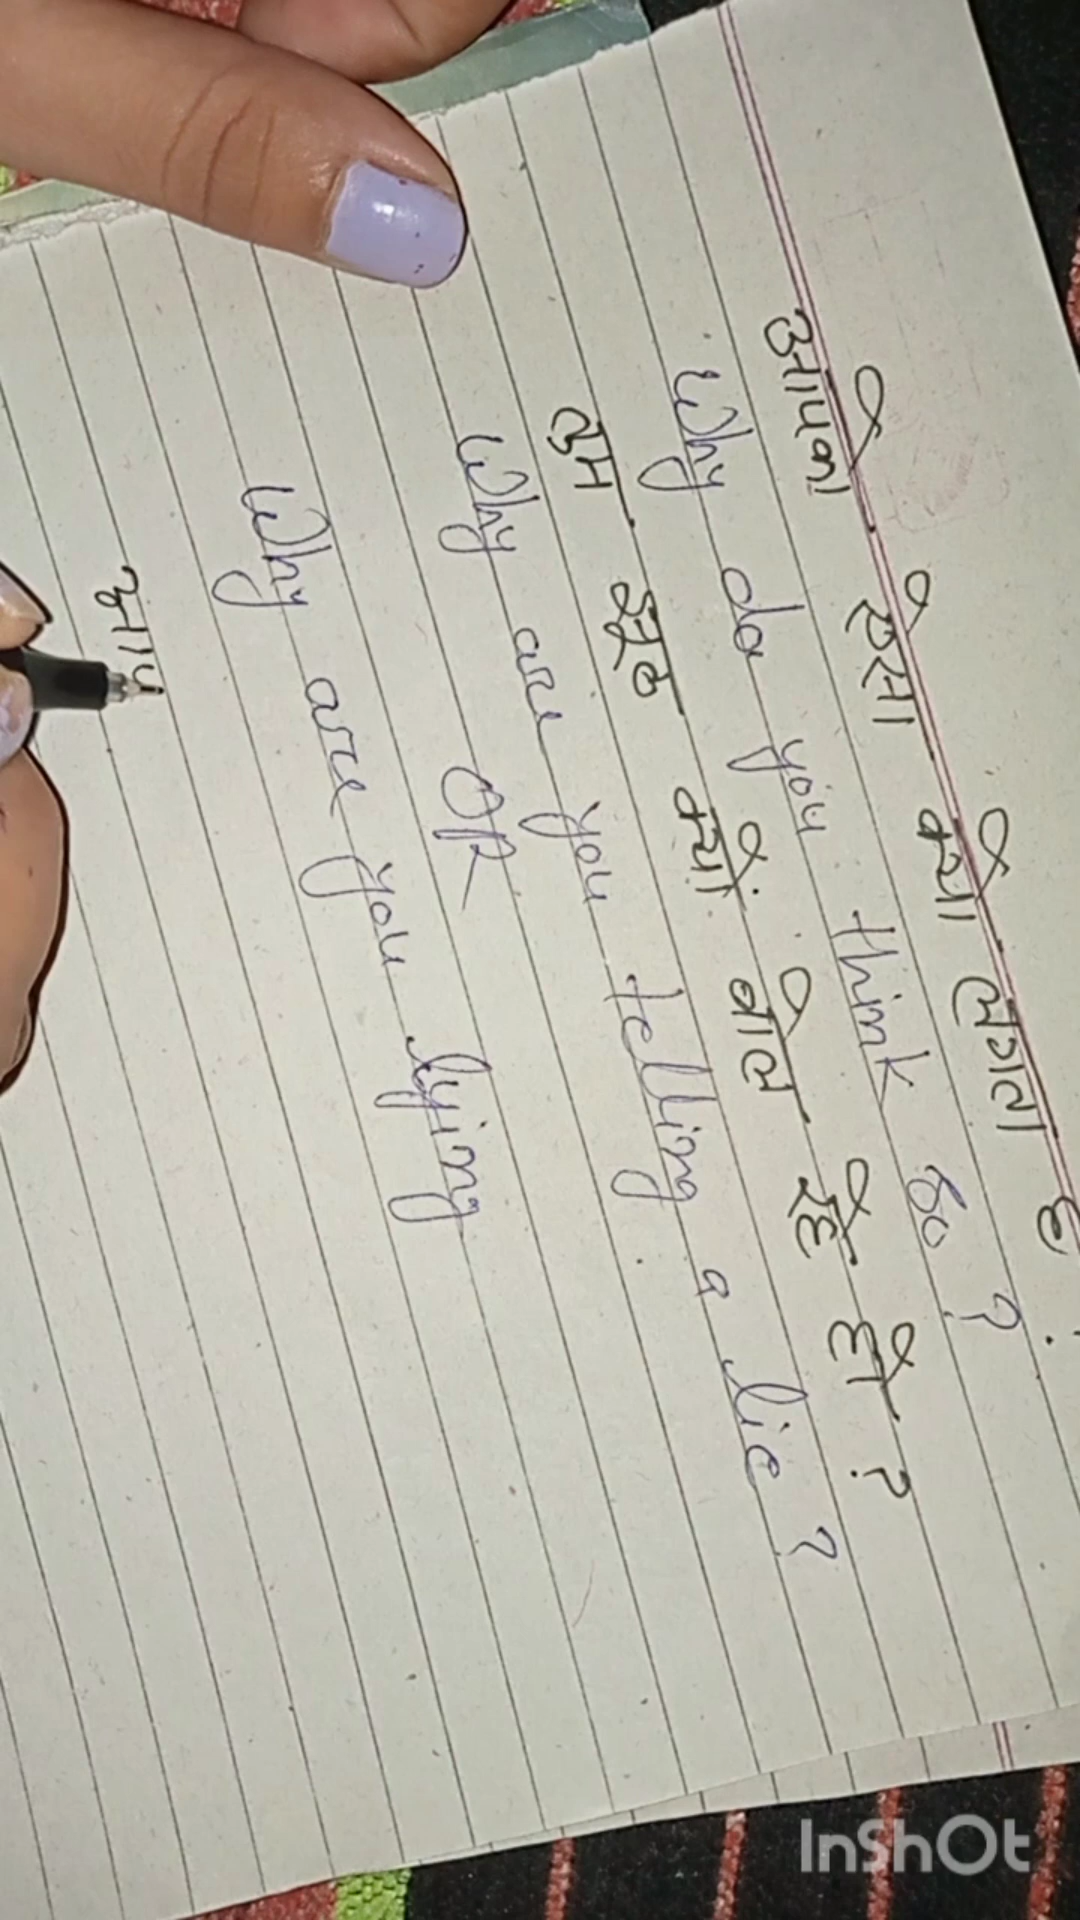 आपको ऐसा क्यों लगता है ?
Why do you think so ?
तुम झूठ क्यों बोल रहे हो ?
Why are you telling a lie ?
OR
Why are you lying
आप
InShOt